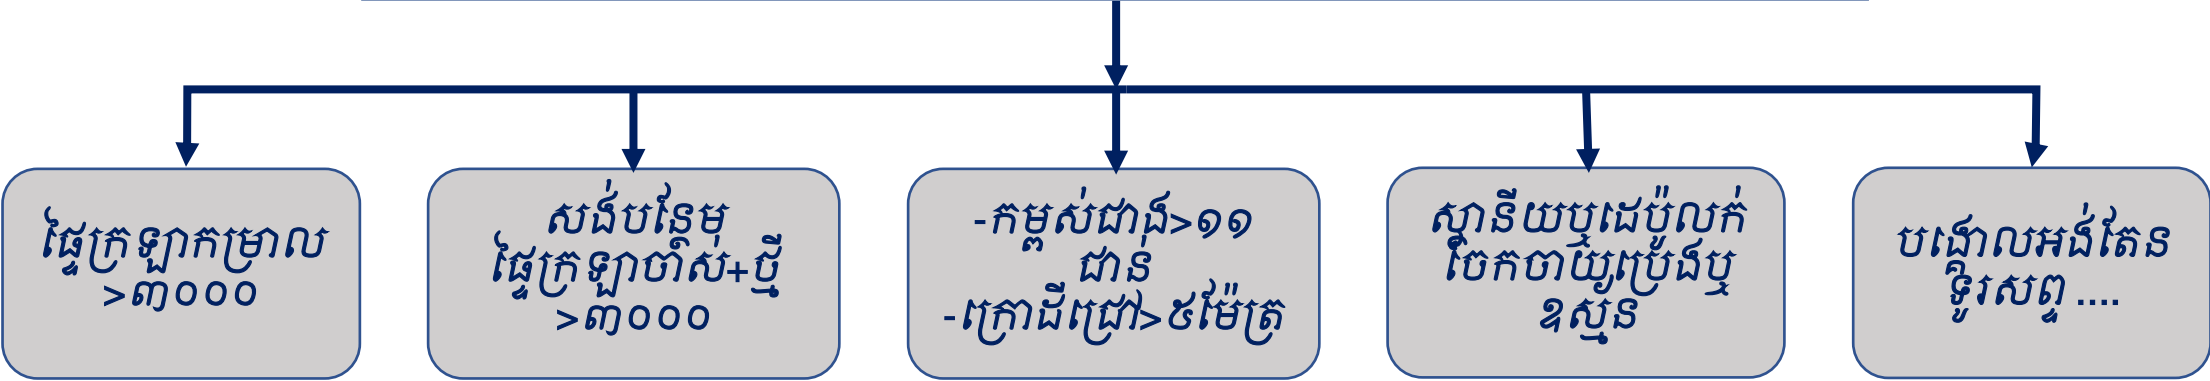 ផ្ទៃក្រឡាកម្រាល
>៣០០០
សង់បន្ថែម
ផ្ទៃក្រឡាចាស់+ថ្មី
>៣០០០
-កម្ពស់ជាង>១១
ជាន់
-ក្រោដីជ្រៅ>៥ម៉ែត្រ
ស្ថានីយឬដេប៉ូលក់
ចែកចាយប្រេងឬ
ឧស្ម័ន
បង្គោលអង់តែន
ទូរសព្ទ ....